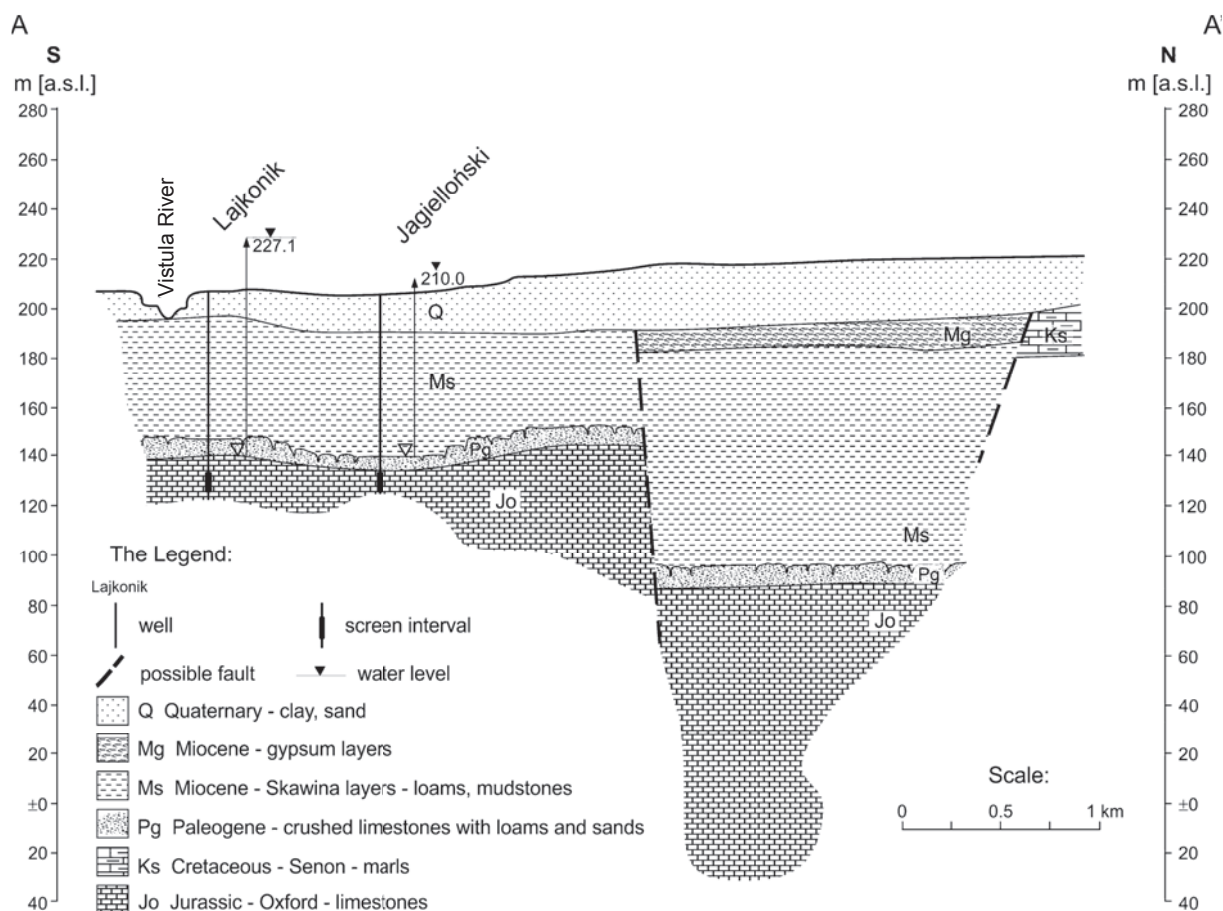 A
A'
S
N
m [a.s.l.]
m [a.s.l.]
280
260
240
220
200
180
160
140
120
100
80
60
40
20
±0
20
40
280
260
240
220
200
180
160
140
120
100
80
60
40
20
±0
20
40
Vistula River
Lajkonik
Jagielloński
227.1
210.0
Q
Mg
Ks
Ms
Pg
Jo
Ms
Pg
Jo
The Legend:
Lajkonik
well
screen interval
possible fault
water level
Q Quaternary - clay, sand
Mg Miocene - gypsum layers
Ms Miocene - Skawina layers - loams, mudstones
Pg Paleogene - crushed limestones with loams and sands
Ks Cretaceous - Senon - marls
Jo Jurassic - Oxford - limestones
Scale:
0 0.5 1 km